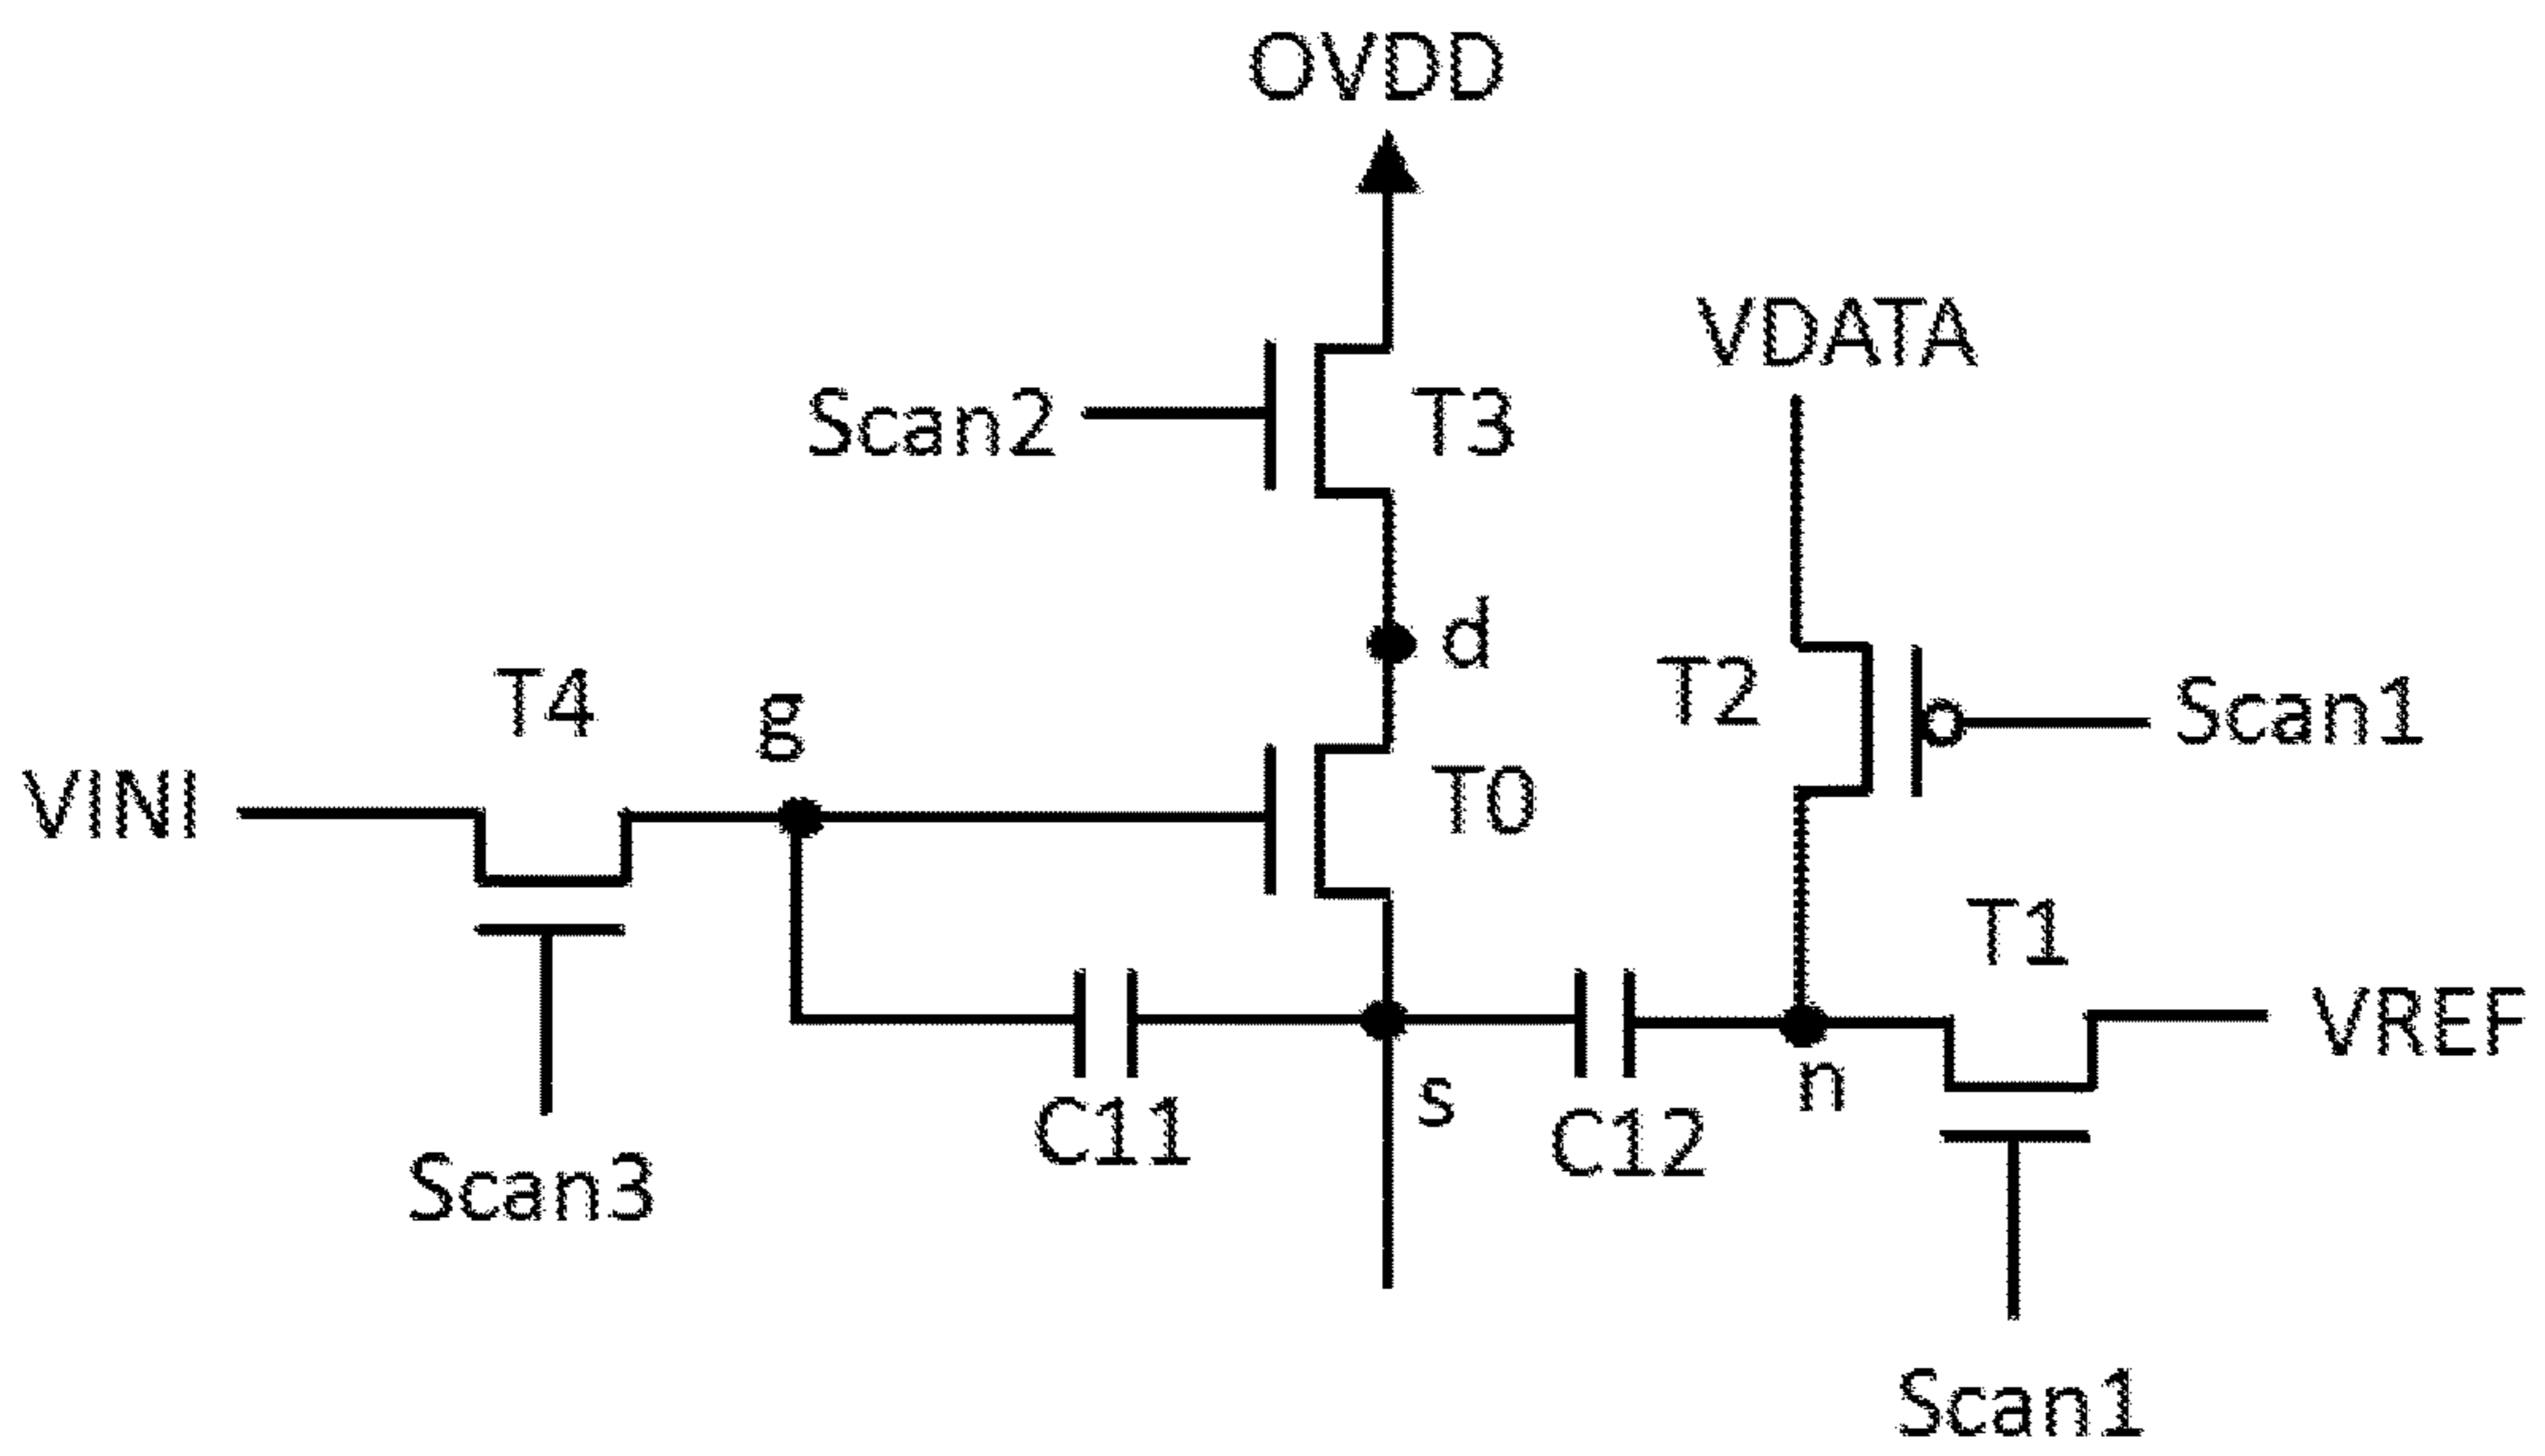 OVDD
VDATA
Scan2
T3
d
T4
g
T2
Scan1
VINI
T0
T1
VREF
s
n
C11
C12
Scan3
Scan1